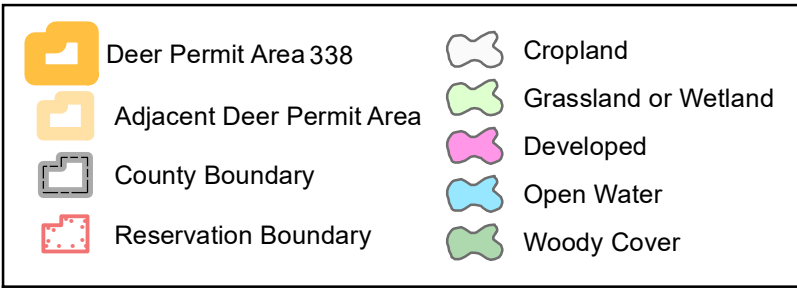 Deer Permit Area 338
Adjacent Deer Permit Area
County Boundary
Reservation Boundary
Cropland
Grassland or Wetland
Developed
Open Water
Woody Cover